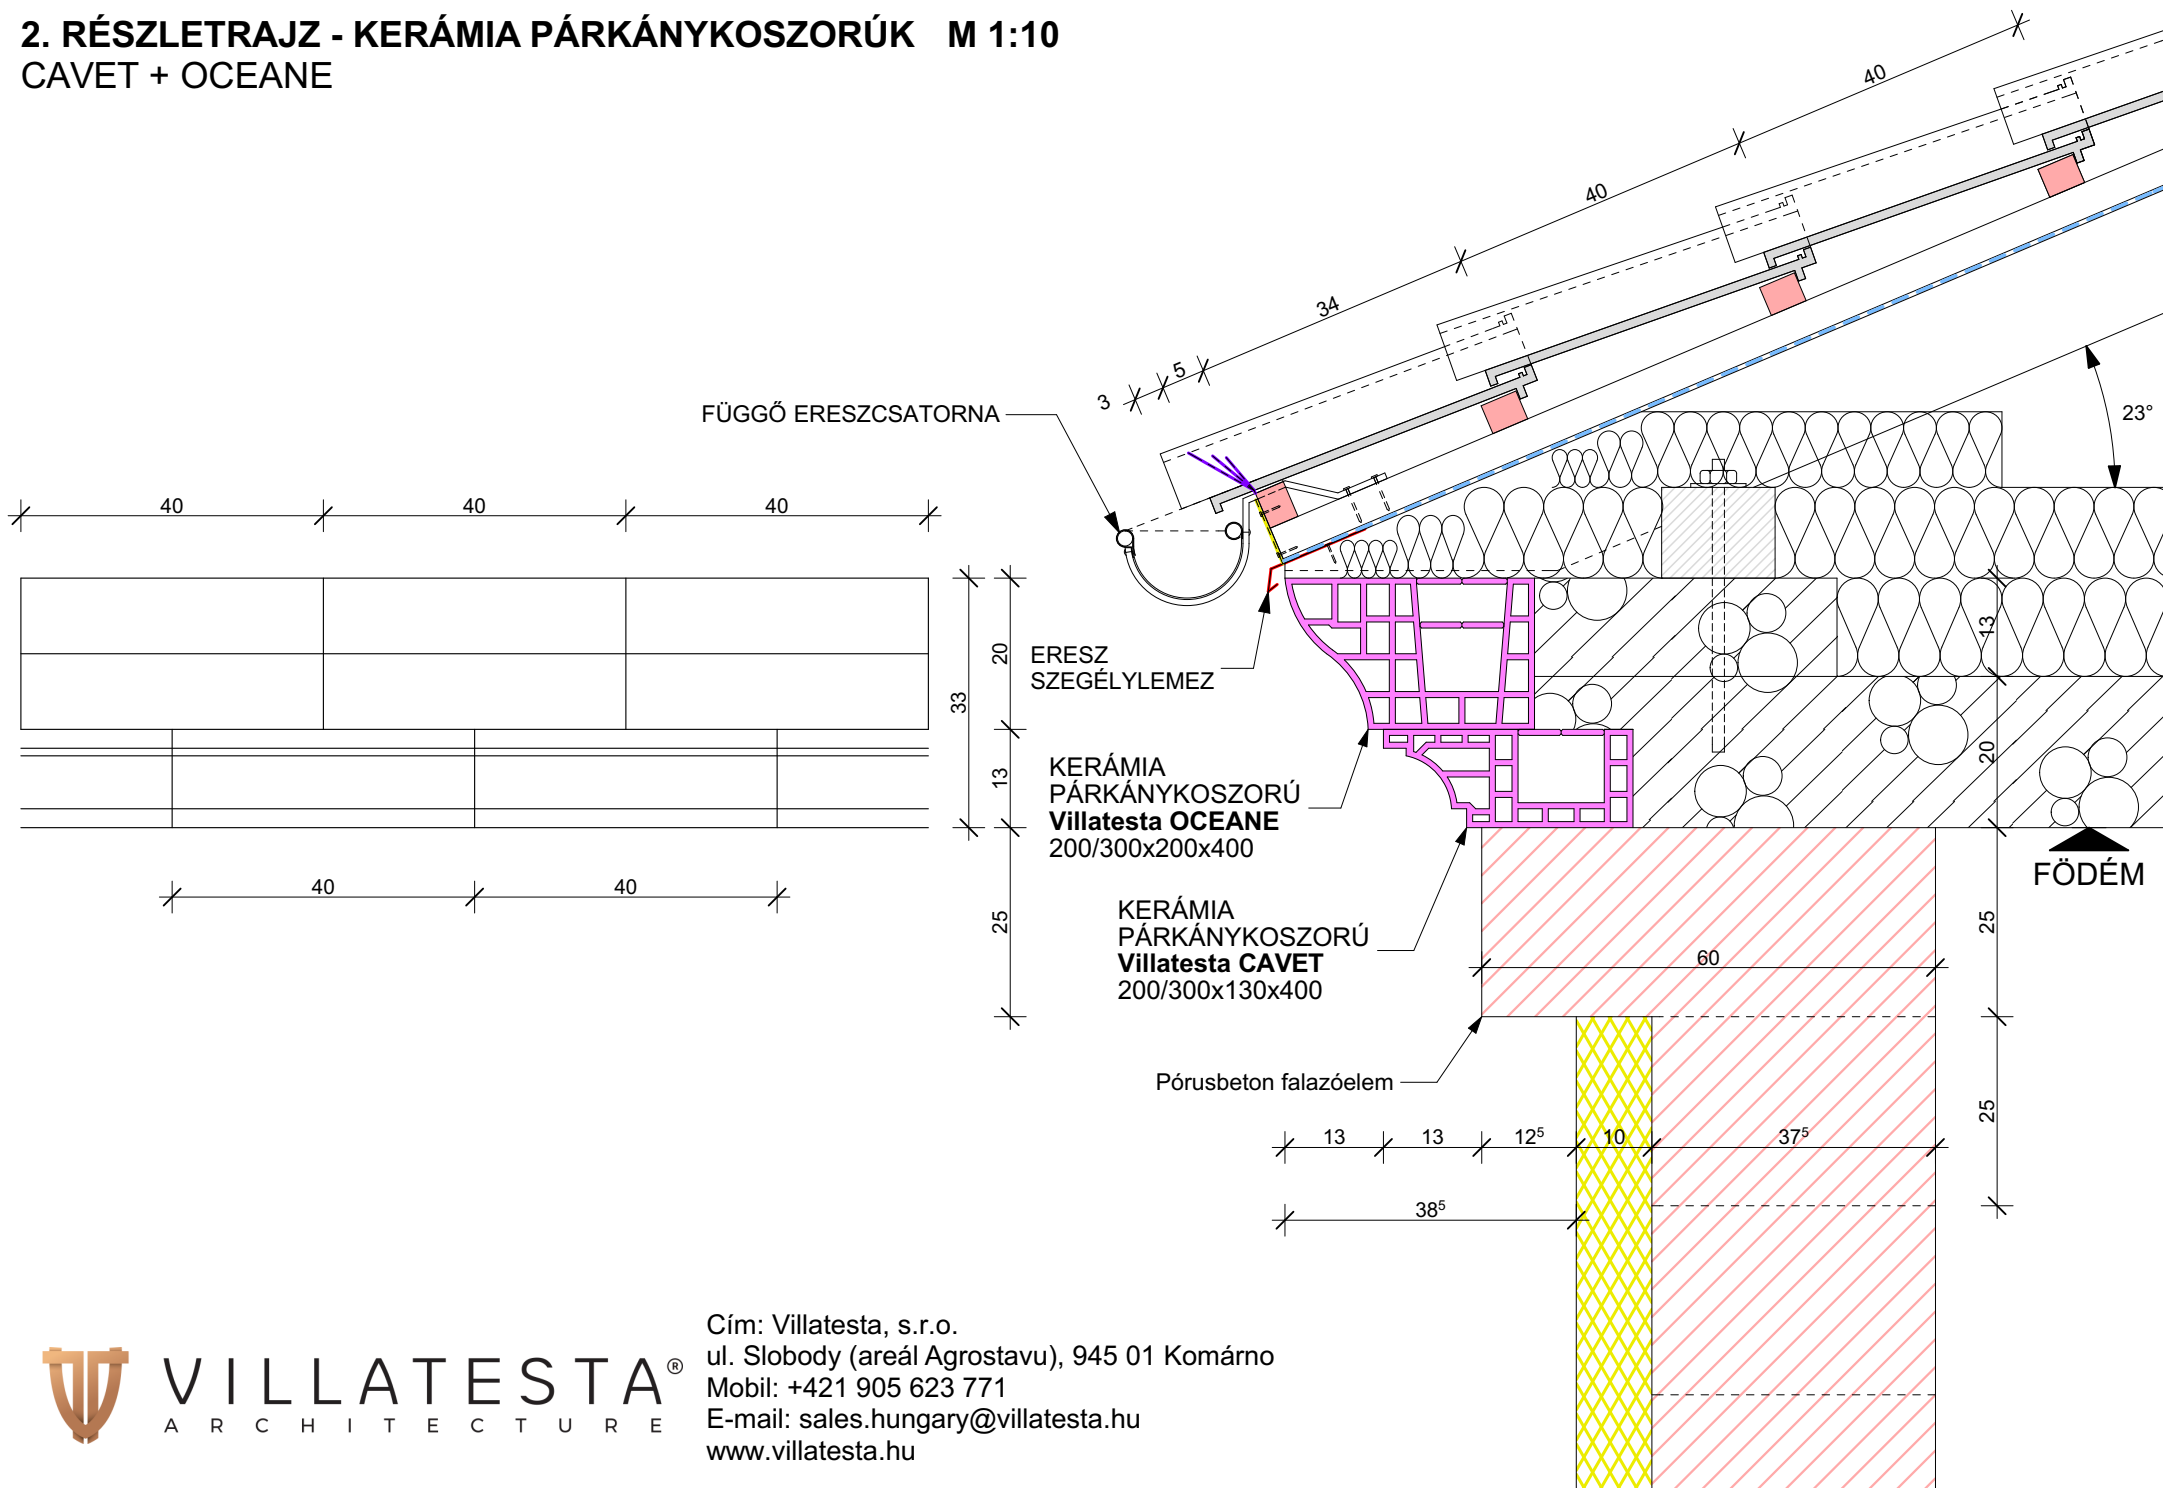 2. RÉSZLETRAJZ - KERÁMIA PÁRKÁNYKOSZORÚK M 1:10
CAVET + OCEANE
40
40
34
5
3
23°
FÜGGŐ ERESZCSATORNA
40
40
40
33
20
13
25
40
40
ERESZ
SZEGÉLYLEMEZ
KERÁMIA
PÁRKÁNYKOSZORÚ
Villatesta OCEANE
200/300x200x400
KERÁMIA
PÁRKÁNYKOSZORÚ
Villatesta CAVET
200/300x130x400
Pórusbeton falazóelem
13
20
FÖDÉM
25
60
25
13
13
12⁵
10
37⁵
38⁵
VILLATESTA®
ARCHITECTURE
Cím: Villatesta, s.r.o.
ul. Slobody (areál Agrostavu), 945 01 Komárno
Mobil: +421 905 623 771
E-mail: sales.hungary@villatesta.hu
www.villatesta.hu